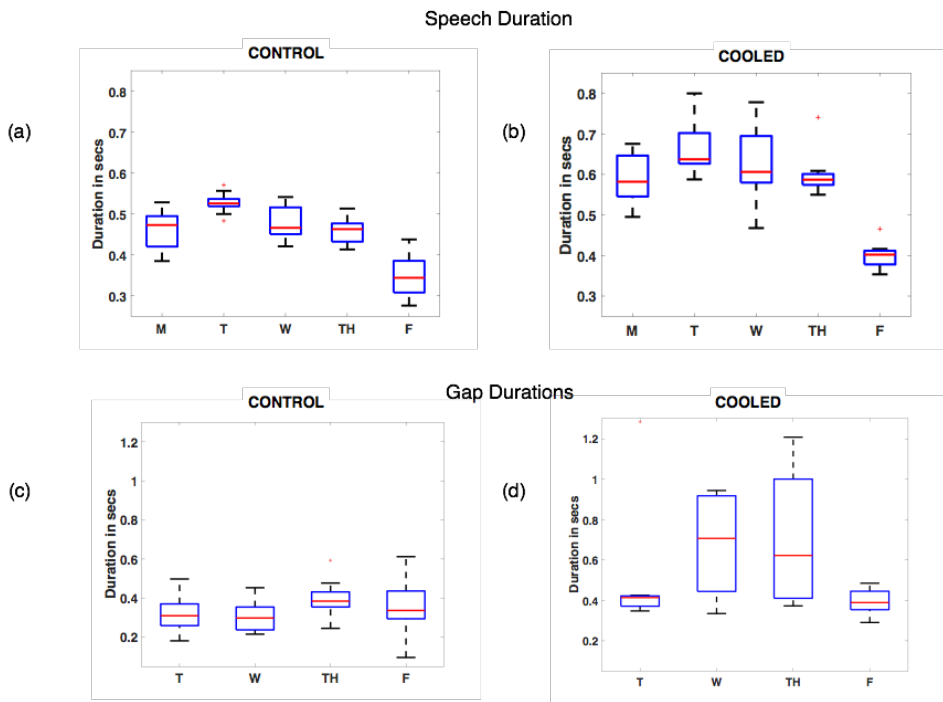 Speech Duration
(a)
CONTROL
Duration in secs
0.8
0.7
0.6
0.5
0.4
0.3
M T W TH F
(b)
COOLED
Duration in secs
0.8
0.7
0.6
0.5
0.4
0.3
M T W TH F
Gap Durations
(c)
CONTROL
Duration in secs
1.2
1
0.8
0.6
0.4
0.2
T W TH F
(d)
COOLED
Duration in secs
1.2
1
0.8
0.6
0.4
0.2
T W TH F